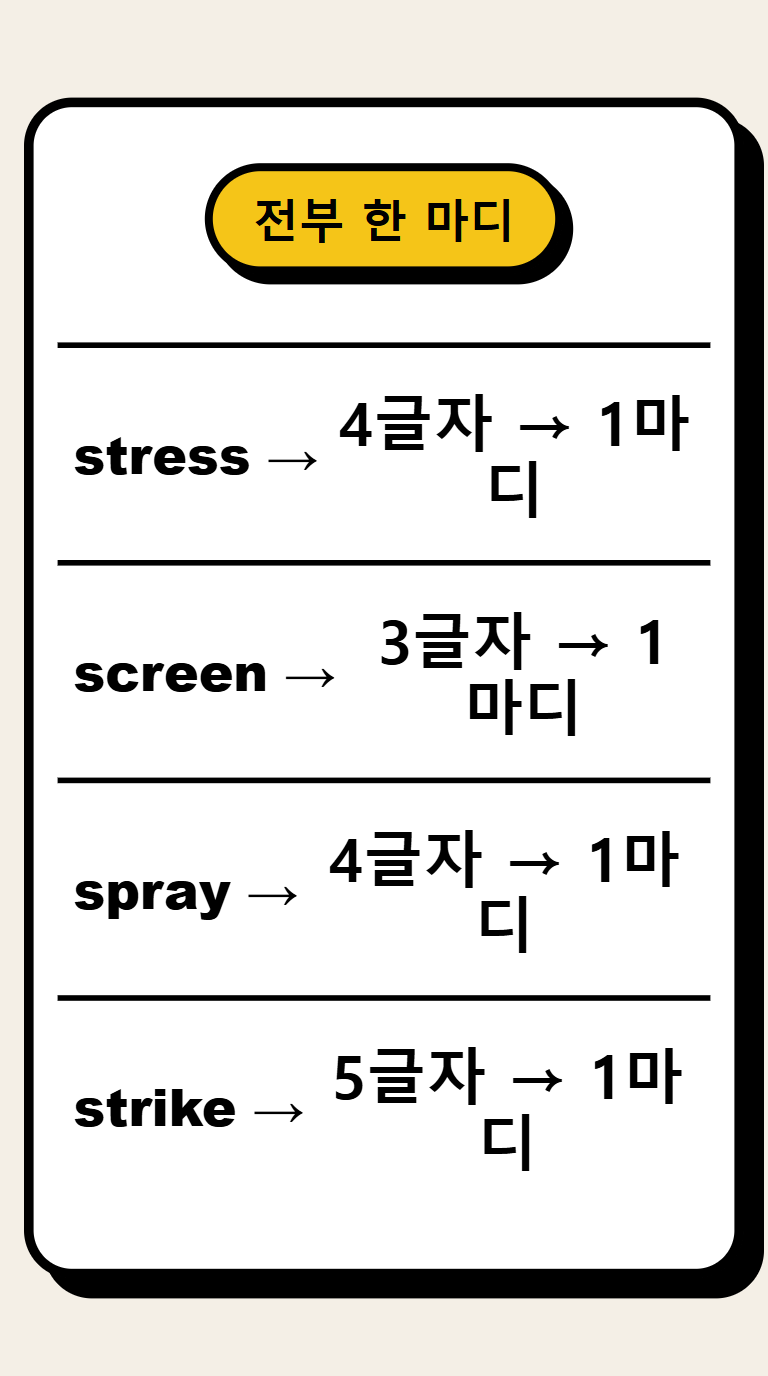 전부 한 마디
stress → 4글자 → 1마
디
screen → 3글자 → 1
마디
spray → 4글자 → 1마
디
strike → 5글자 → 1마
디